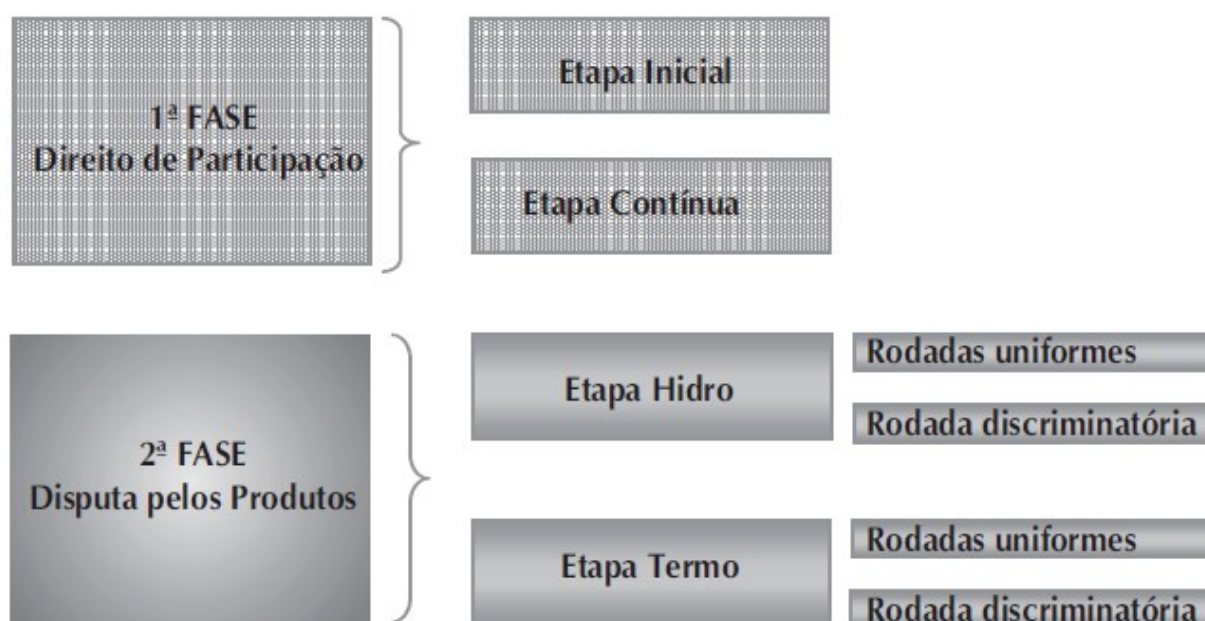 1ª FASE
Direito de Participação
Etapa Inicial
Etapa Contínua
2ª FASE
Disputa pelos Produtos
Etapa Hidro
Rodadas uniformes
Rodada discriminatória
Etapa Termo
Rodadas uniformes
Rodada discriminatória